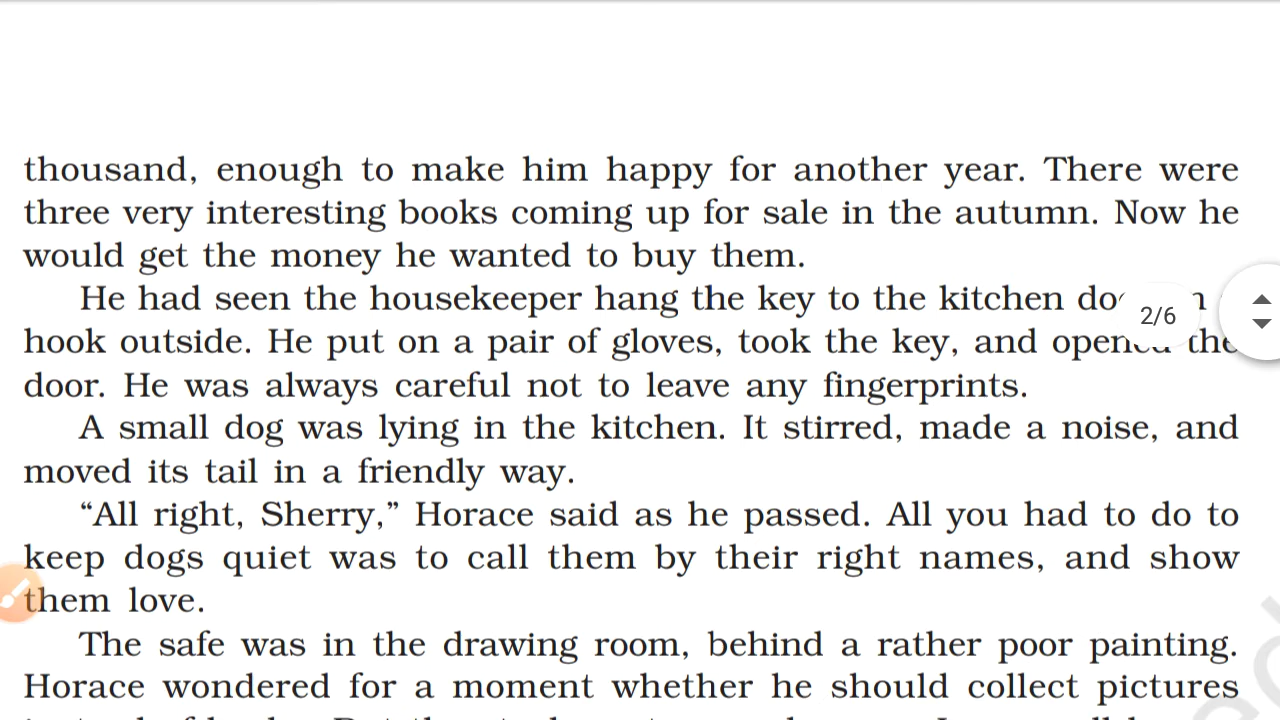 thousand, enough to make him happy for another year. There were
three very interesting books coming up for sale in the autumn. Now he
would get the money he wanted to buy them.
He had seen the housekeeper hang the key to the kitchen
2/6
hook outside. He put on a pair of gloves, took the key, and opened the
door. He was always careful not to leave any fingerprints.
A small dog was lying in the kitchen. It stirred, made a noise, and
moved its tail in a friendly way.
“All right, Sherry,” Horace said as he passed. All you had to do to
keep dogs quiet was to call them by their right names, and show
them love.
The safe was in the drawing room, behind a rather poor painting.
Horace wondered for a moment whether he should collect pictures